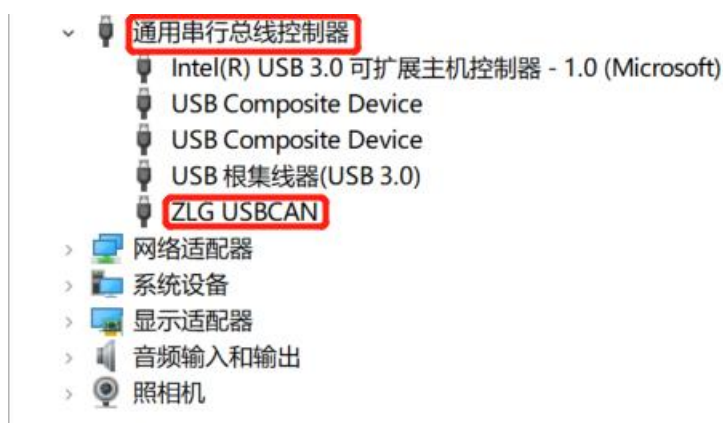 通用串行总线控制器
Intel(R) USB 3.0 可扩展主机控制器 - 1.0 (Microsoft)
USB Composite Device
USB Composite Device
USB 根集线器(USB 3.0)
ZLG USBCAN
网络适配器
系统设备
显示适配器
音频输入和输出
照相机